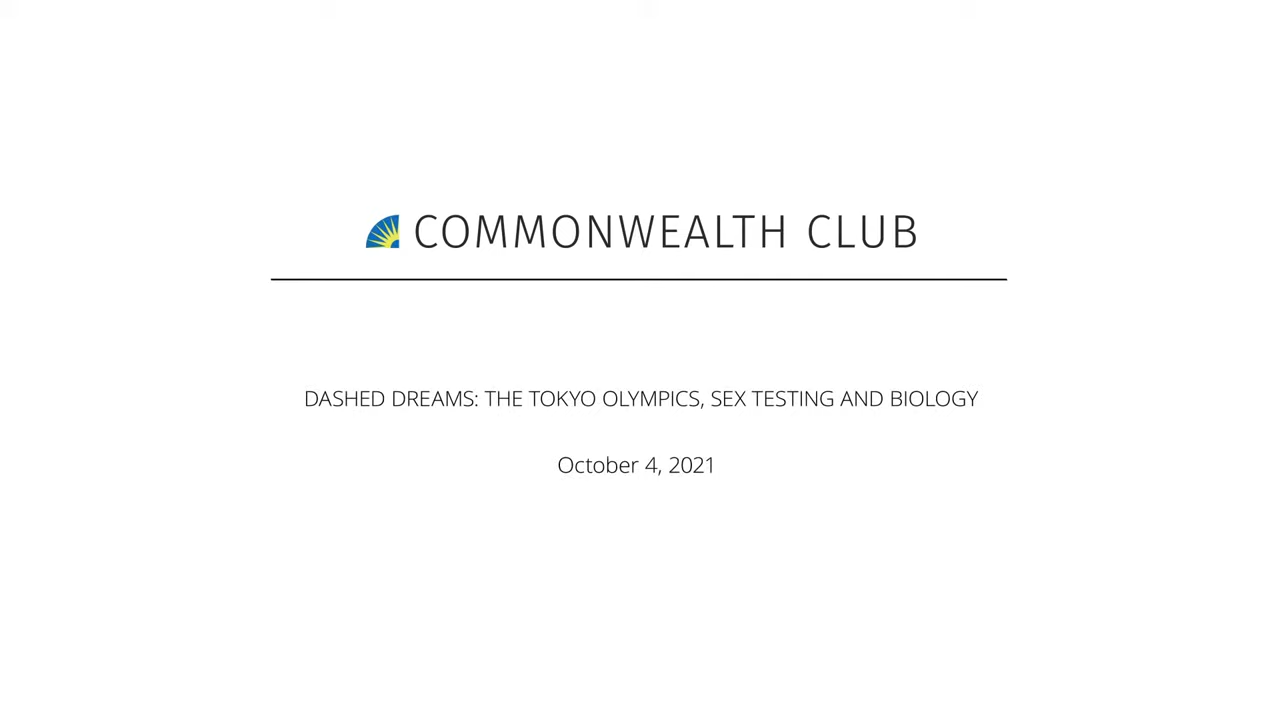 COMMONWEALTH CLUB
DASHED DREAMS: THE TOKYO OLYMPICS, SEX TESTING AND BIOLOGY
October 4, 2021